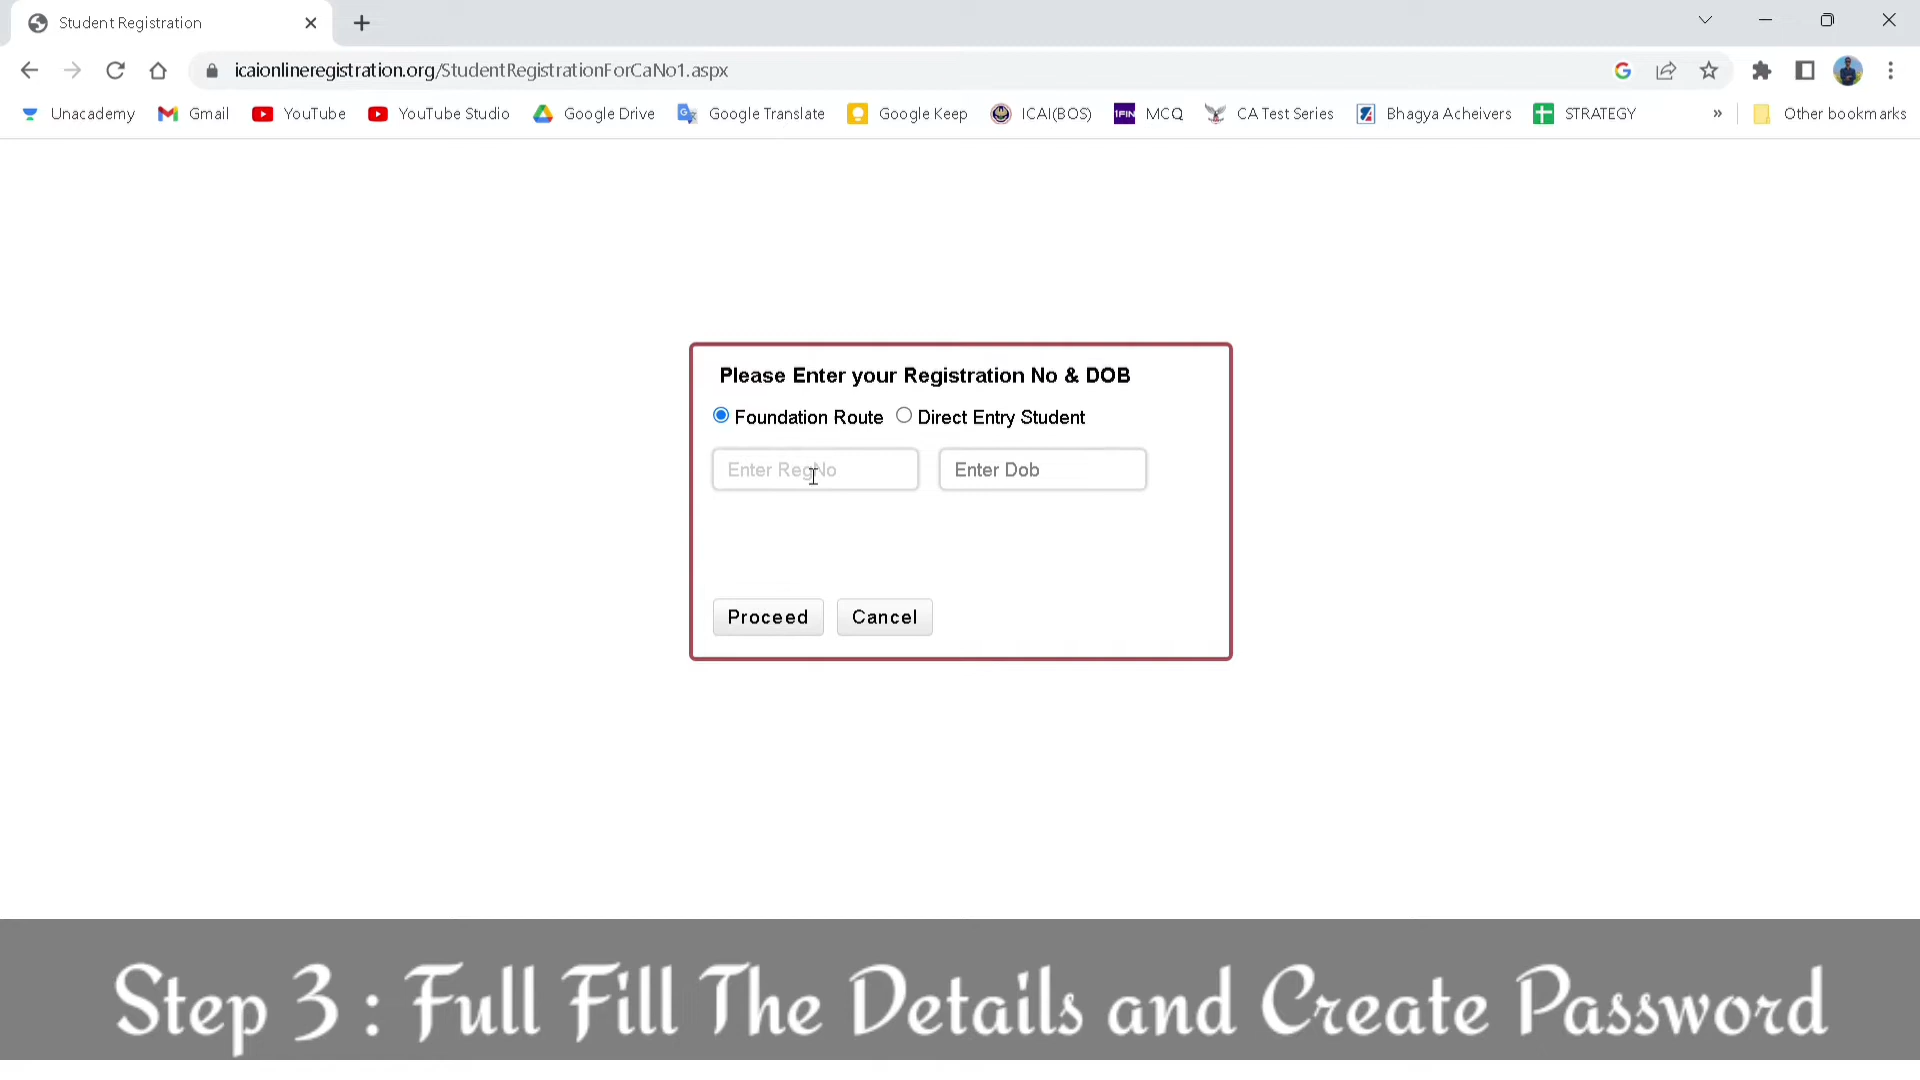 Student Registration
icaionlineregistration.org/StudentRegistrationForCaNo1.aspx
Unacademy Gmail YouTube YouTube Studio Google Drive Google Translate Google Keep ICAI(BOS) 1FIN MCQ CA Test Series Bhagya Acheivers STRATEGY » Other bookmarks
Please Enter your Registration No & DOB
Foundation Route Direct Entry Student
Enter RegNo Enter Dob
Proceed Cancel
Step 3 : Full Fill The Details and Create Password